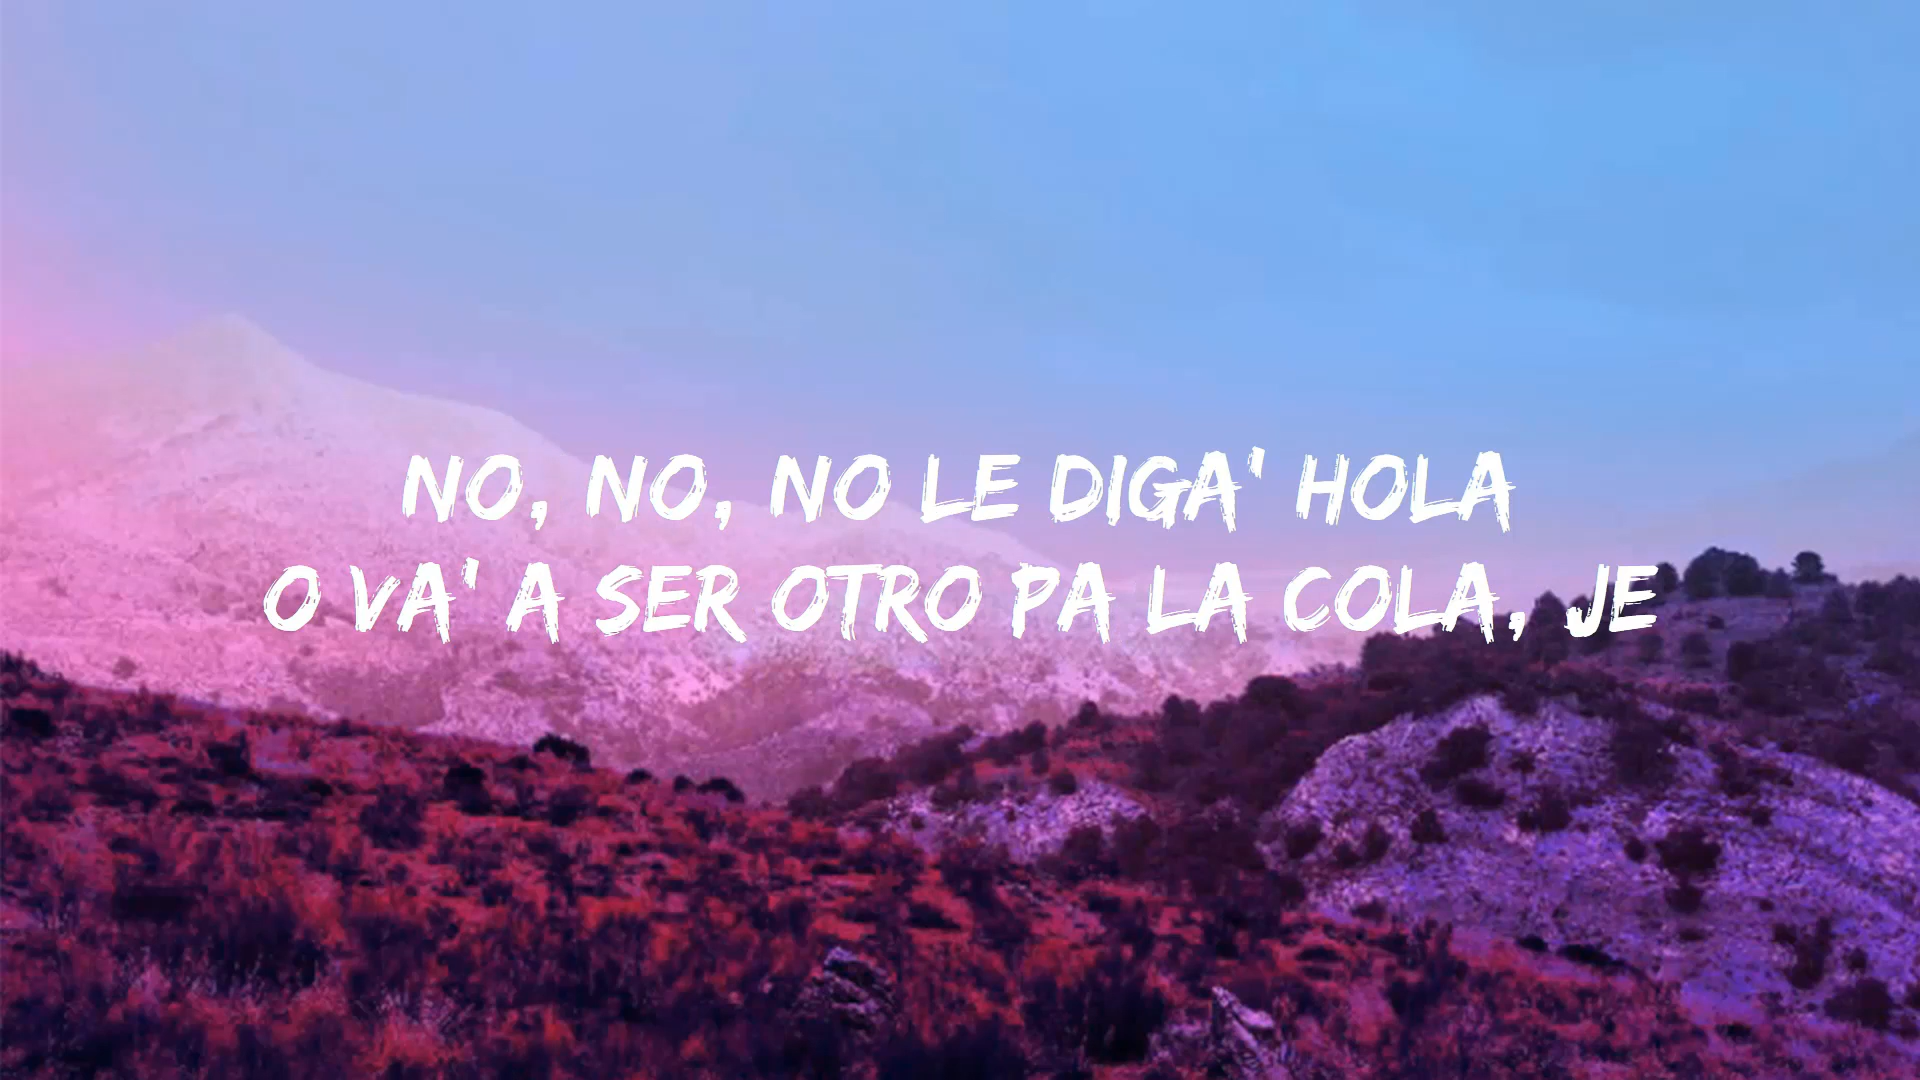 NO, NO, NO LE DIGA' HOLA
O VA' A SER OTRO PA LA COLA, JE